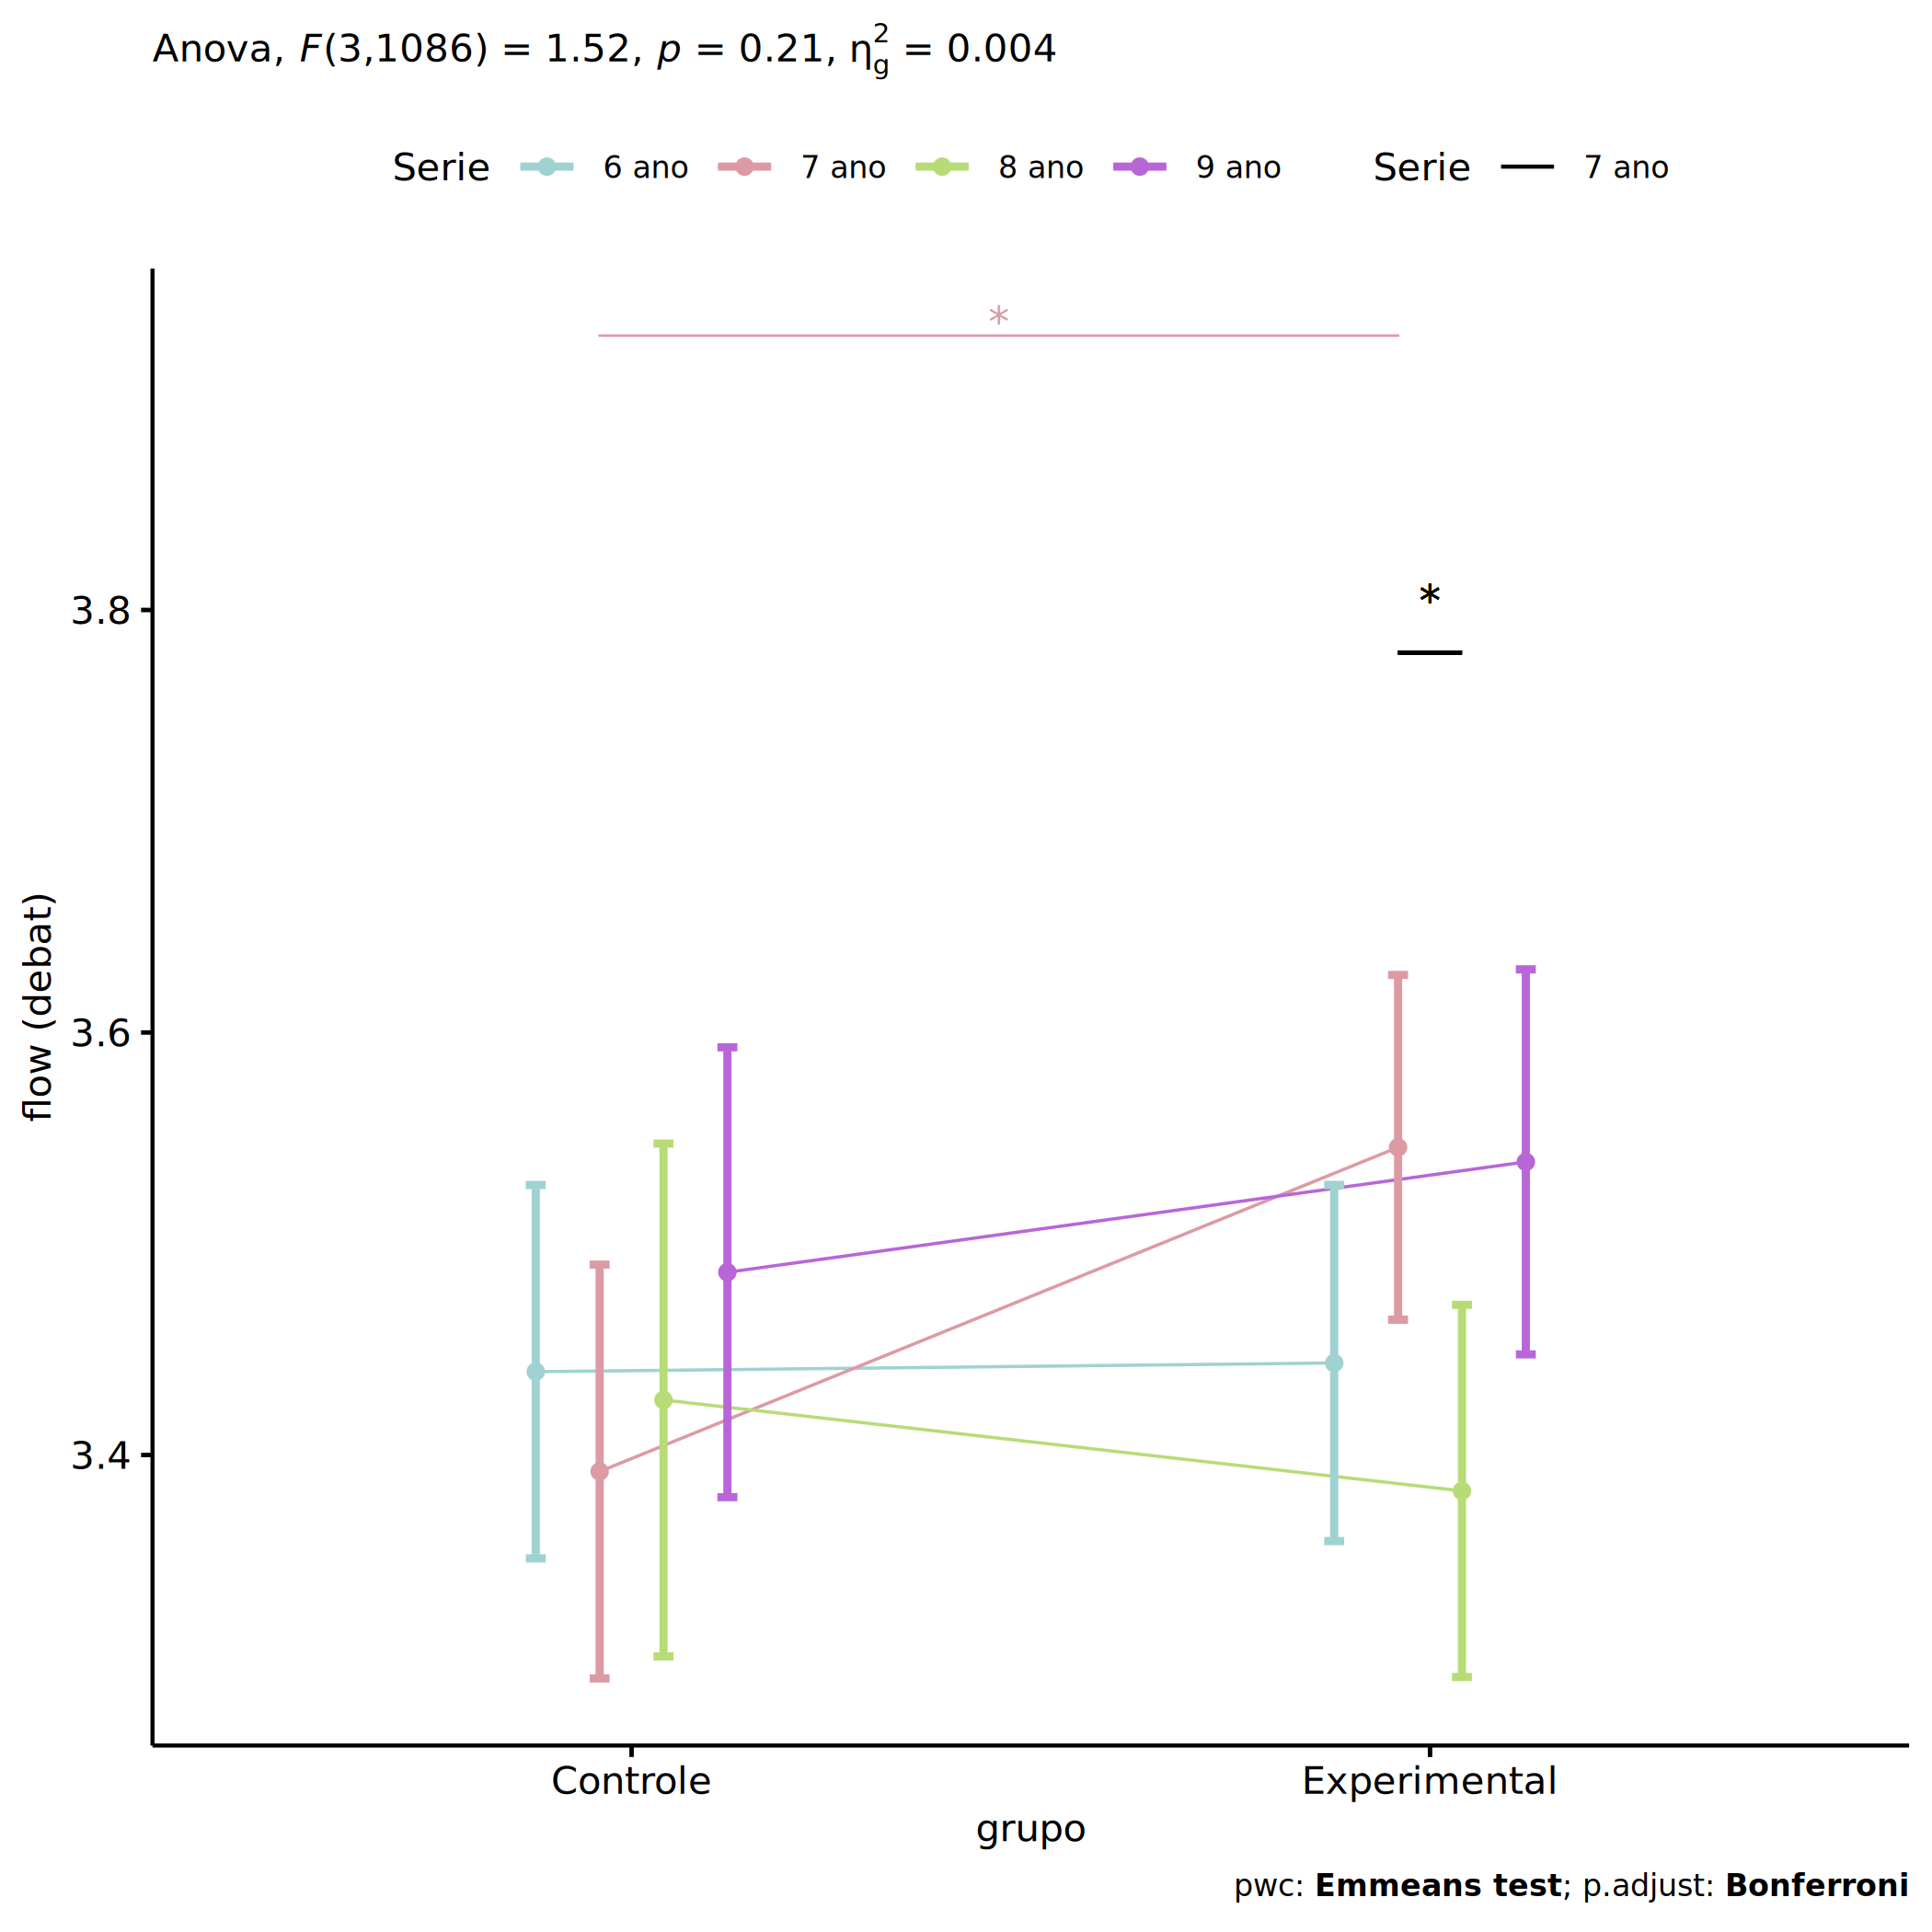 Anova, F(3,1086) = 1.52, p = 0.21, η²g = 0.004
Serie 6 ano 7 ano 8 ano 9 ano Serie 7 ano
*
*
3.8
3.6
3.4
flow (debat)
Controle Experimental
grupo
pwc: Emmeans test; p.adjust: Bonferroni